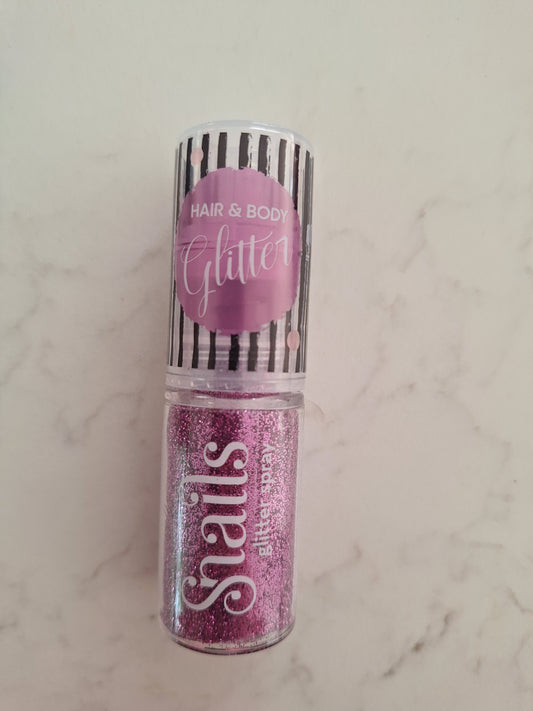 HAIR & BODY
Glitter
Snails
glitter spray